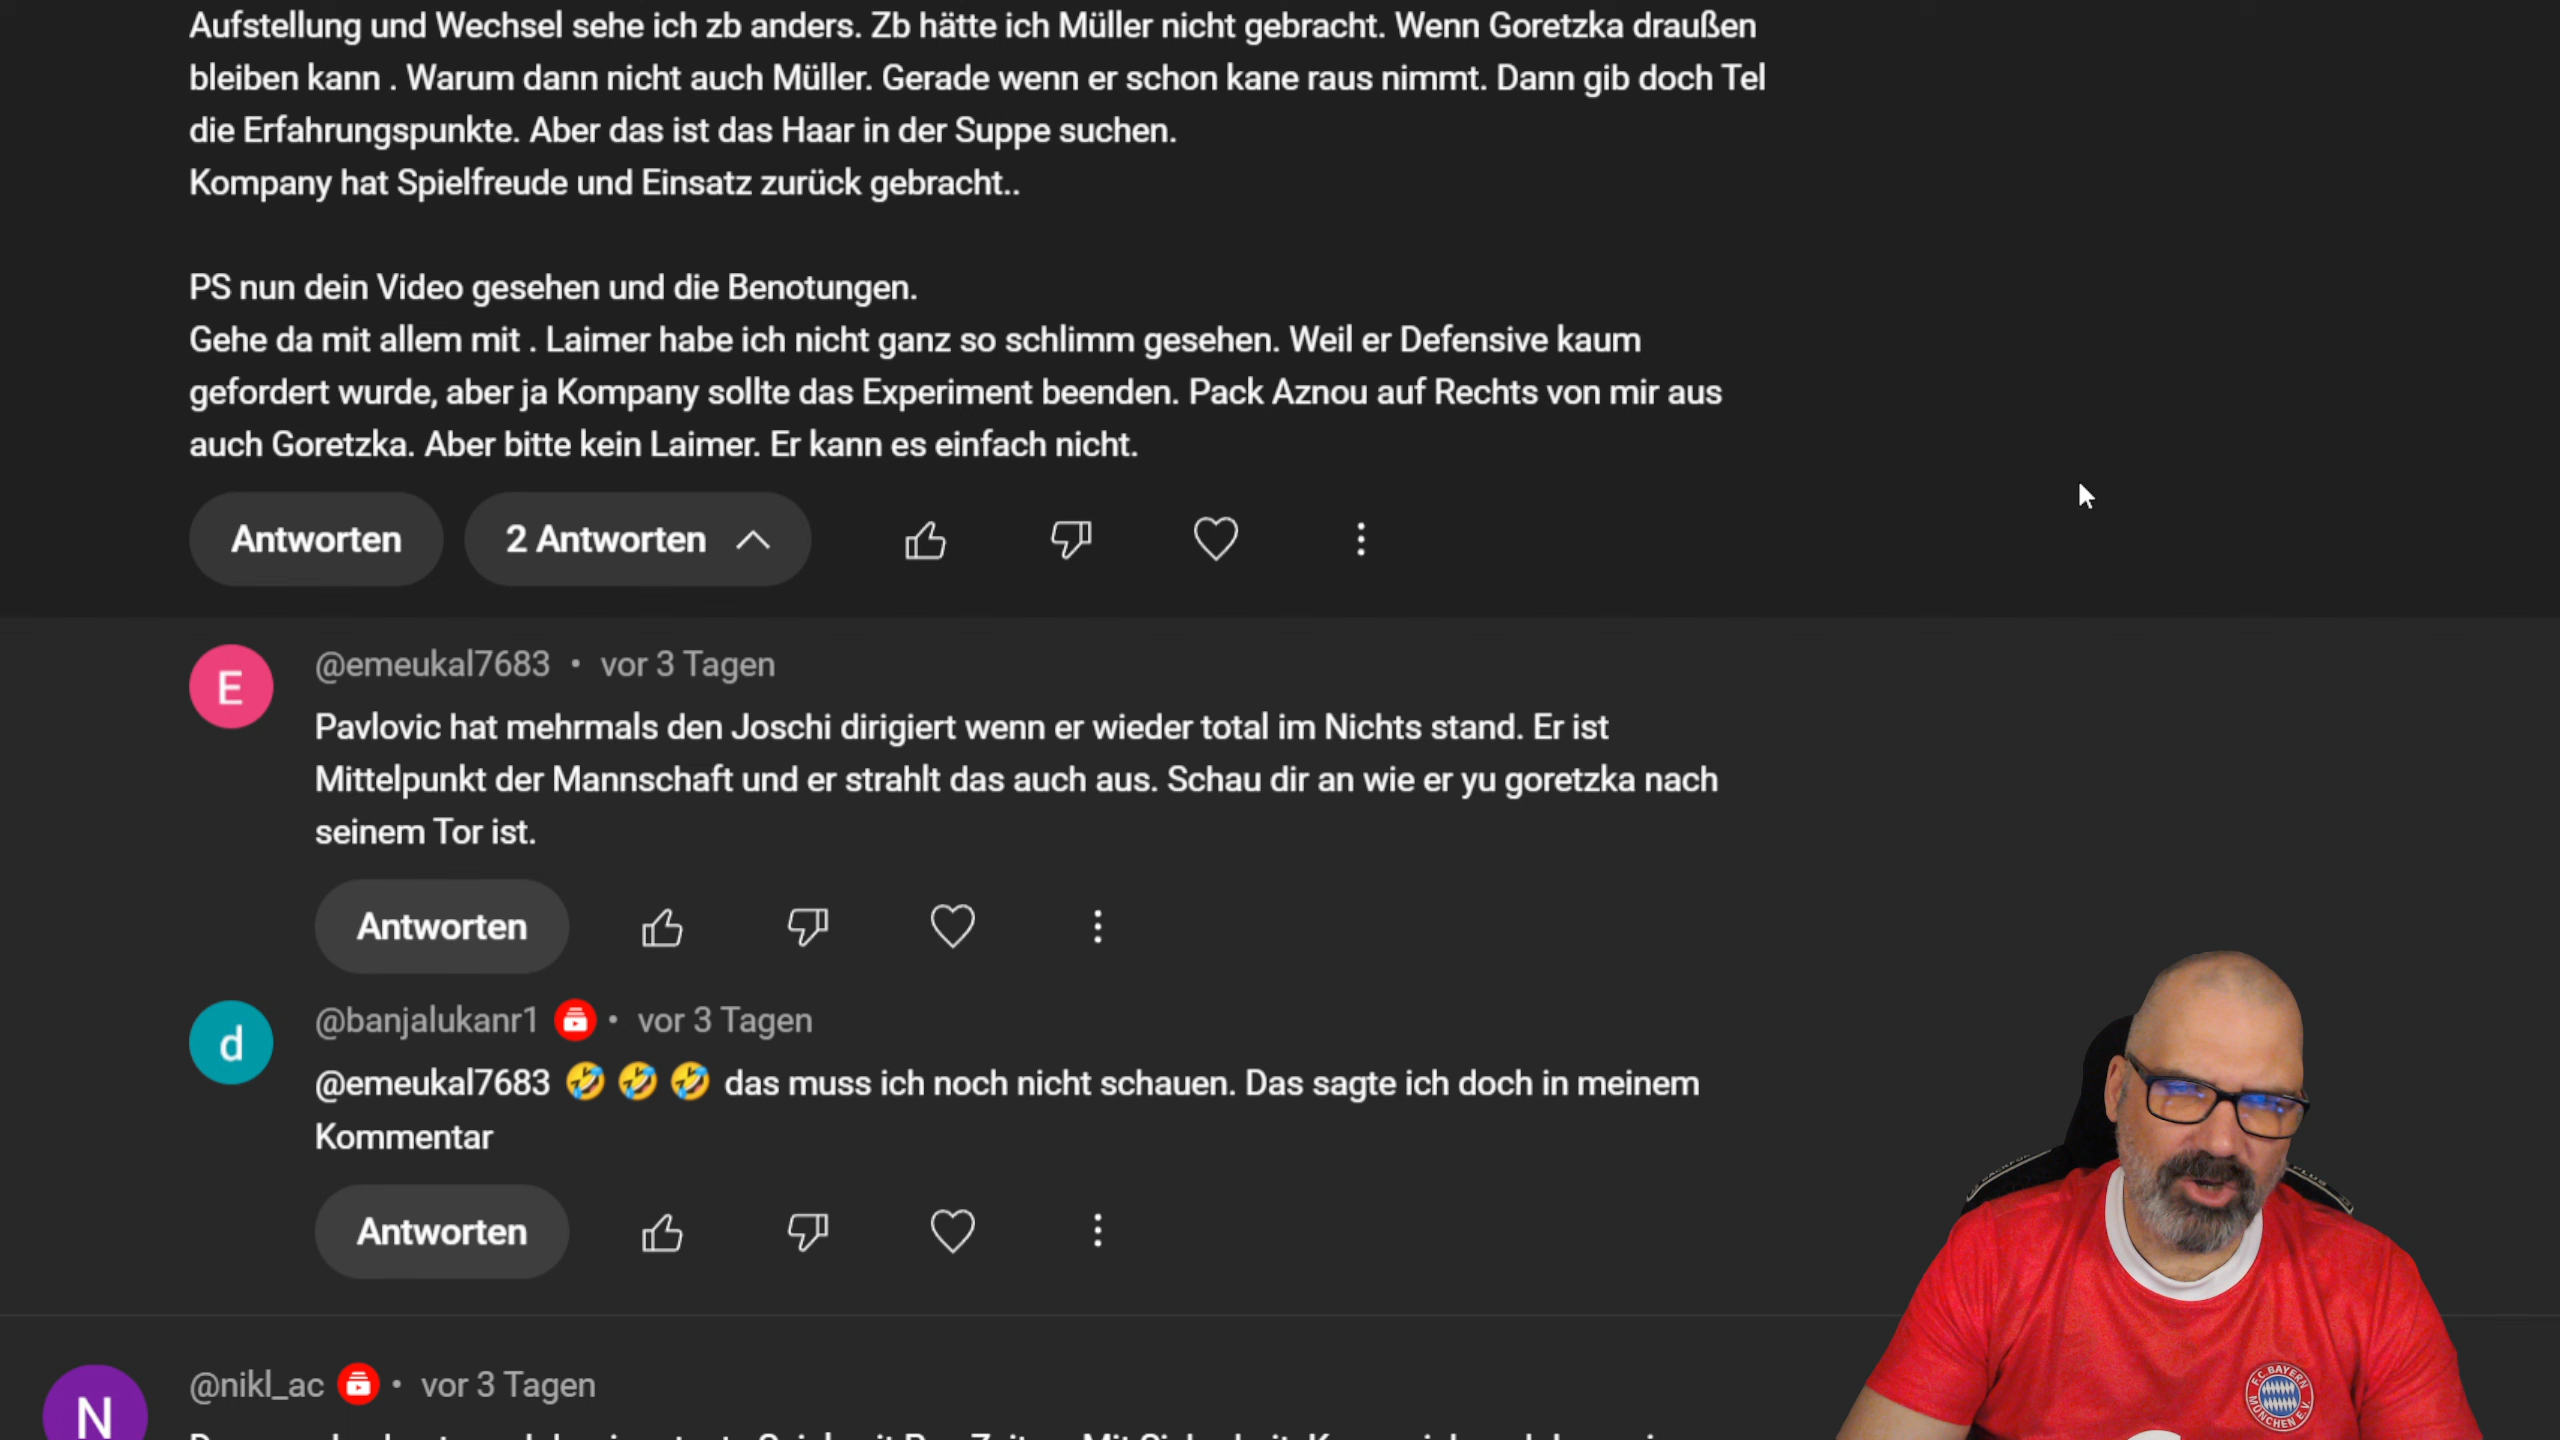 Aufstellung und Wechsel sehe ich zb anders. Zb hätte ich Müller nicht gebracht. Wenn Goretzka draußen
bleiben kann . Warum dann nicht auch Müller. Gerade wenn er schon kane raus nimmt. Dann gib doch Tel
die Erfahrungspunkte. Aber das ist das Haar in der Suppe suchen.
Kompany hat Spielfreude und Einsatz zurück gebracht..
PS nun dein Video gesehen und die Benotungen.
Gehe da mit allem mit . Laimer habe ich nicht ganz so schlimm gesehen. Weil er Defensive kaum
gefordert wurde, aber ja Kompany sollte das Experiment beenden. Pack Aznou auf Rechts von mir aus
auch Goretzka. Aber bitte kein Laimer. Er kann es einfach nicht.
Antworten
2 Antworten
E
@emeukal7683 • vor 3 Tagen
Pavlovic hat mehrmals den Joschi dirigiert wenn er wieder total im Nichts stand. Er ist
Mittelpunkt der Mannschaft und er strahlt das auch aus. Schau dir an wie er yu goretzka nach
seinem Tor ist.
Antworten
d
@banjalukanr1 • vor 3 Tagen
@emeukal7683 🤣 🤣 🤣 das muss ich noch nicht schauen. Das sagte ich doch in meinem
Kommentar
Antworten
N
@nikl_ac • vor 3 Tagen
F.C. BAYERN
MÜNCHEN E.V.